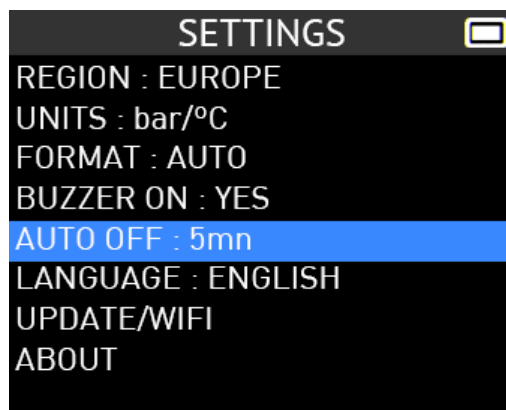 SETTINGS
REGION : EUROPE
UNITS : bar/ºC
FORMAT : AUTO
BUZZER ON : YES
AUTO OFF : 5mn
LANGUAGE : ENGLISH
UPDATE/WIFI
ABOUT